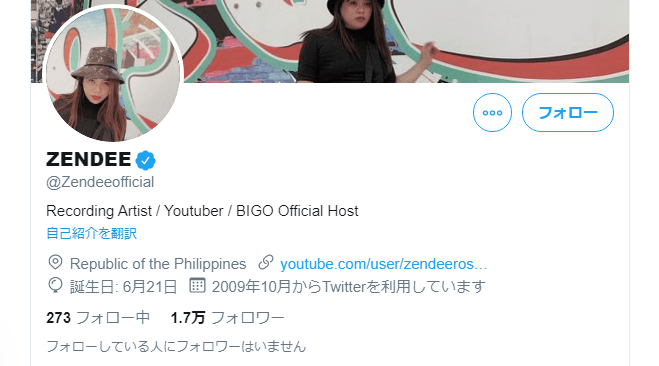 フォロー
ZENDEE
@Zendeeofficial
Recording Artist / Youtuber / BIGO Official Host
自己紹介を翻訳
Republic of the Philippines youtube.com/user/zendeeros…
誕生日: 6月21日 2009年10月からTwitterを利用しています
273 フォロー中 1.7万 フォロワー
フォローしている人にフォロワーはいません